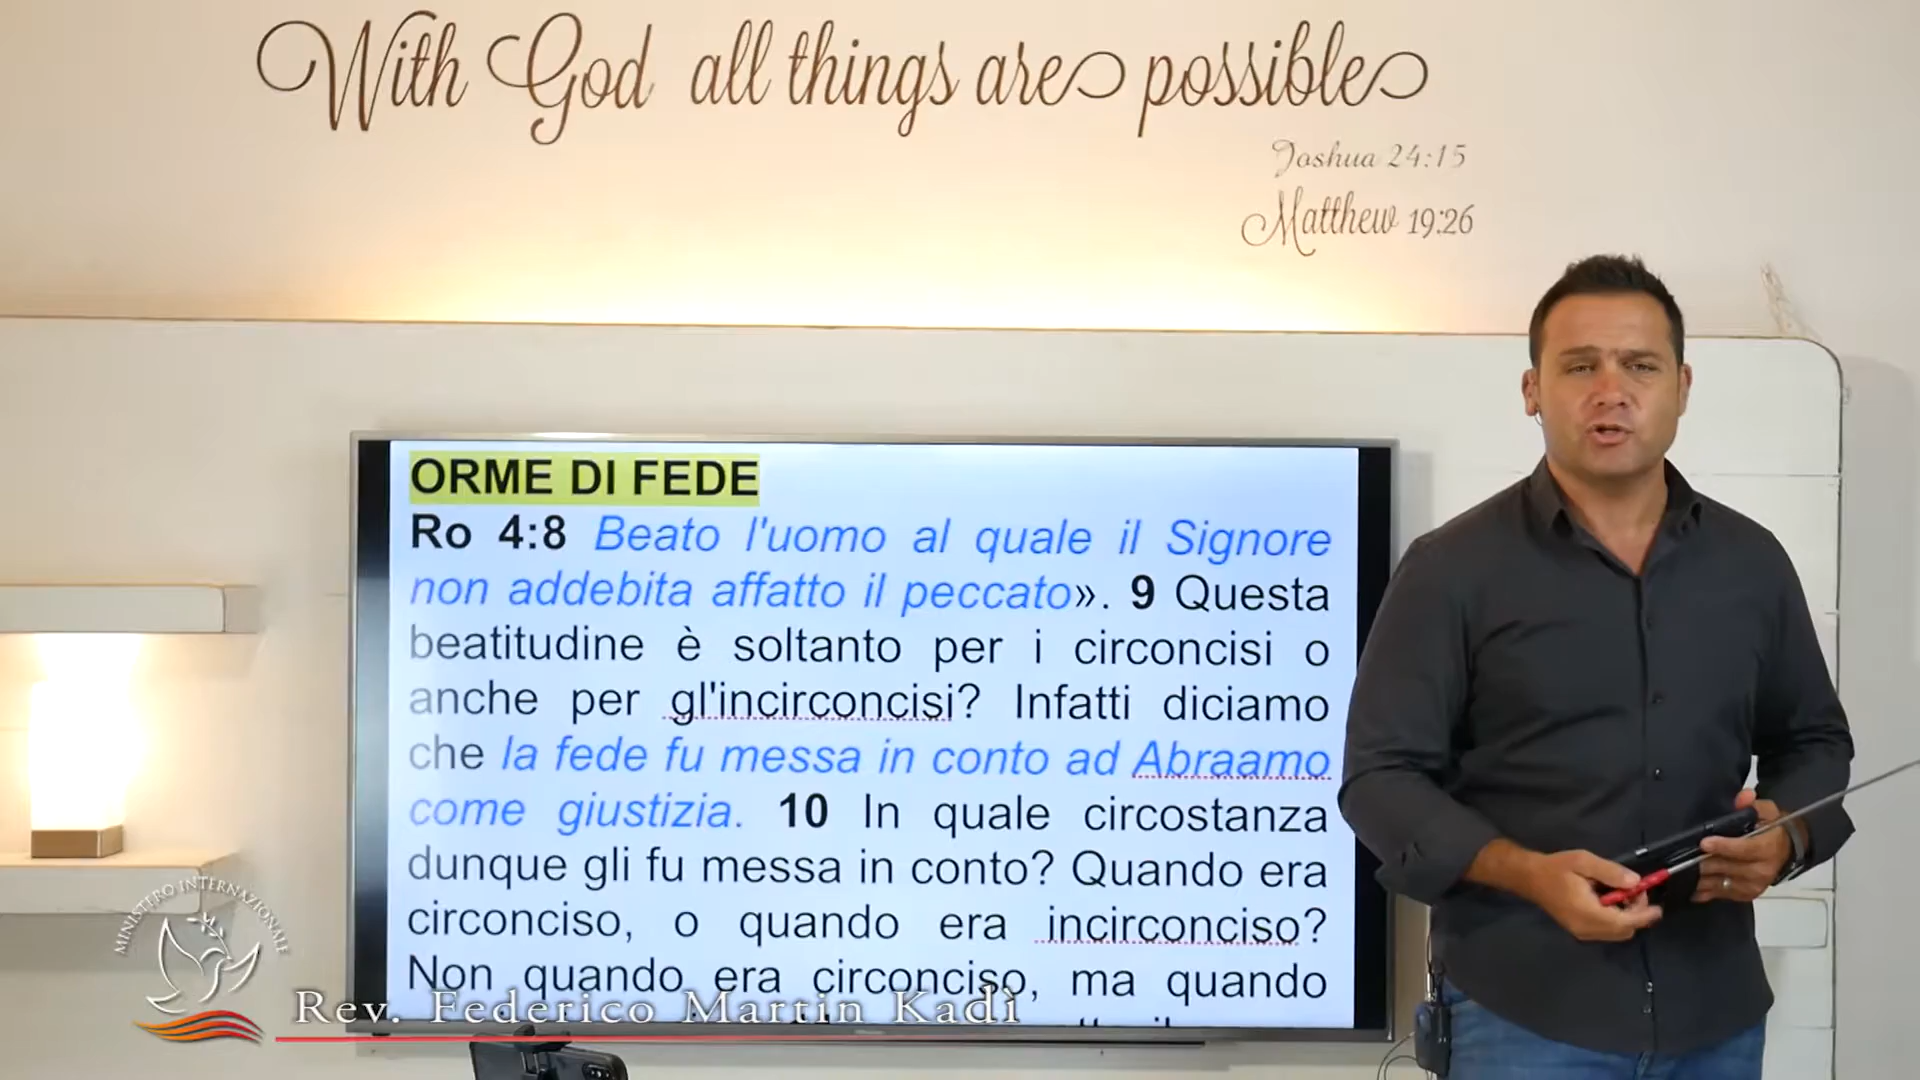 With God all things are possible
Joshua 24:15
Matthew 19:26
ORME DI FEDE
Ro 4:8 Beato l'uomo al quale il Signore
non addebita affatto il peccato». 9 Questa
beatitudine è soltanto per i circoncisi o
anche per gl'incirconcisi? Infatti diciamo
che la fede fu messa in conto ad Abraamo
come giustizia. 10 In quale circostanza
dunque gli fu messa in conto? Quando era
circonciso, o quando era incirconciso?
Non quando era circonciso, ma quando
MINISTERO INTERNAZIONALE
Rev. Federico Martin Kadì